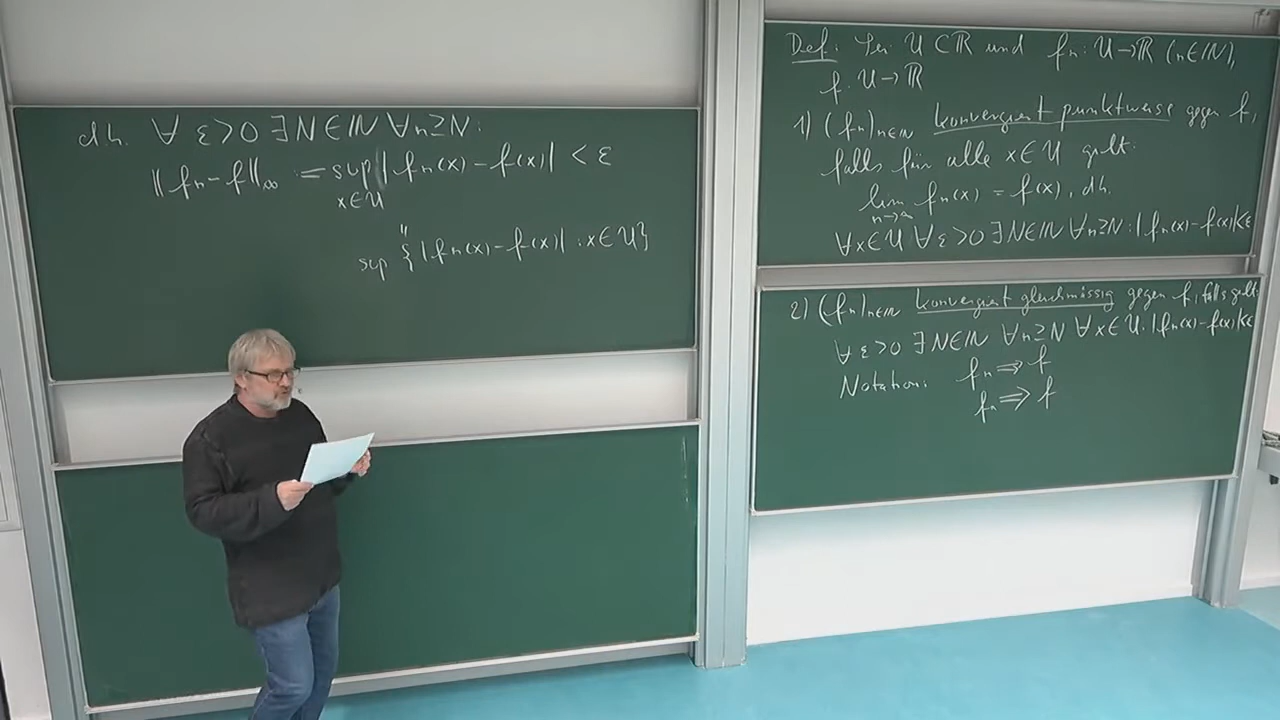 d.h. ∀ ε>0 ∃N∈ℕ ∀n≥N:
‖fn-f‖∞ := sup |fn(x)-f(x)| < ε
x∈U
"
sup {|fn(x)-f(x)| : x∈U}
Def: Sei U⊂ℝ und fn: U→ℝ (n∈ℕ),
f: U→ℝ
1) (fn)n∈ℕ konvergiert punktweise gegen f,
falls für alle x∈U gilt:
lim fn(x) = f(x), d.h.
n→∞
∀x∈U ∀ε>0 ∃N∈ℕ ∀n≥N: |fn(x)-f(x)|<ε
2) (fn)n∈ℕ konvergiert gleichmässig gegen f, falls gilt:
∀ε>0 ∃N∈ℕ ∀n≥N ∀x∈U: |fn(x)-f(x)|<ε
Notation: fn ⇉ f
fn ⇒ f